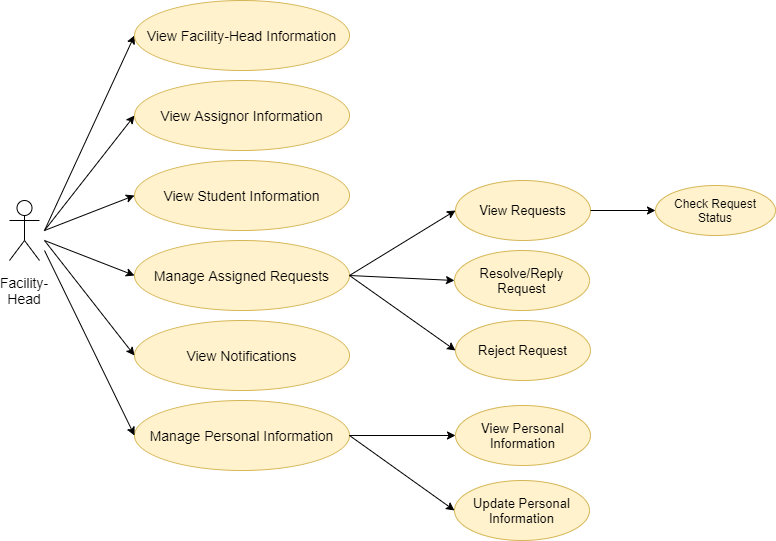 View Facility-Head Information
View Assignor Information
View Student Information
Facility-
Head
Manage Assigned Requests
View Notifications
Manage Personal Information
View Requests
Check Request
Status
Resolve/Reply
Request
Reject Request
View Personal
Information
Update Personal
Information